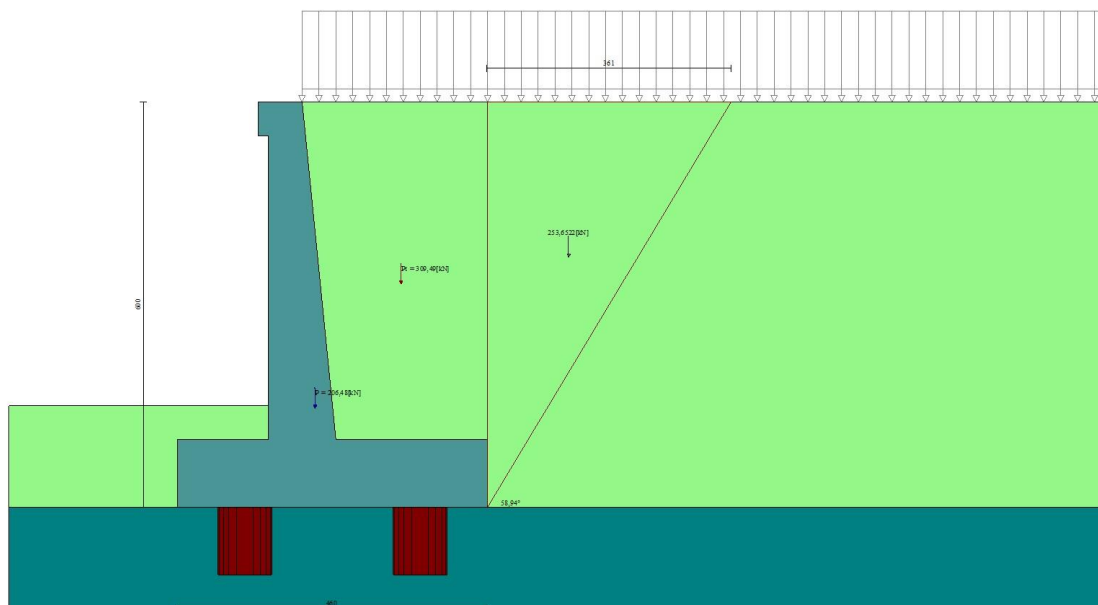 361
253,6522[kN]
Pt = 309,49[kN]
600
P = 206,48[kN]
58,94°
460